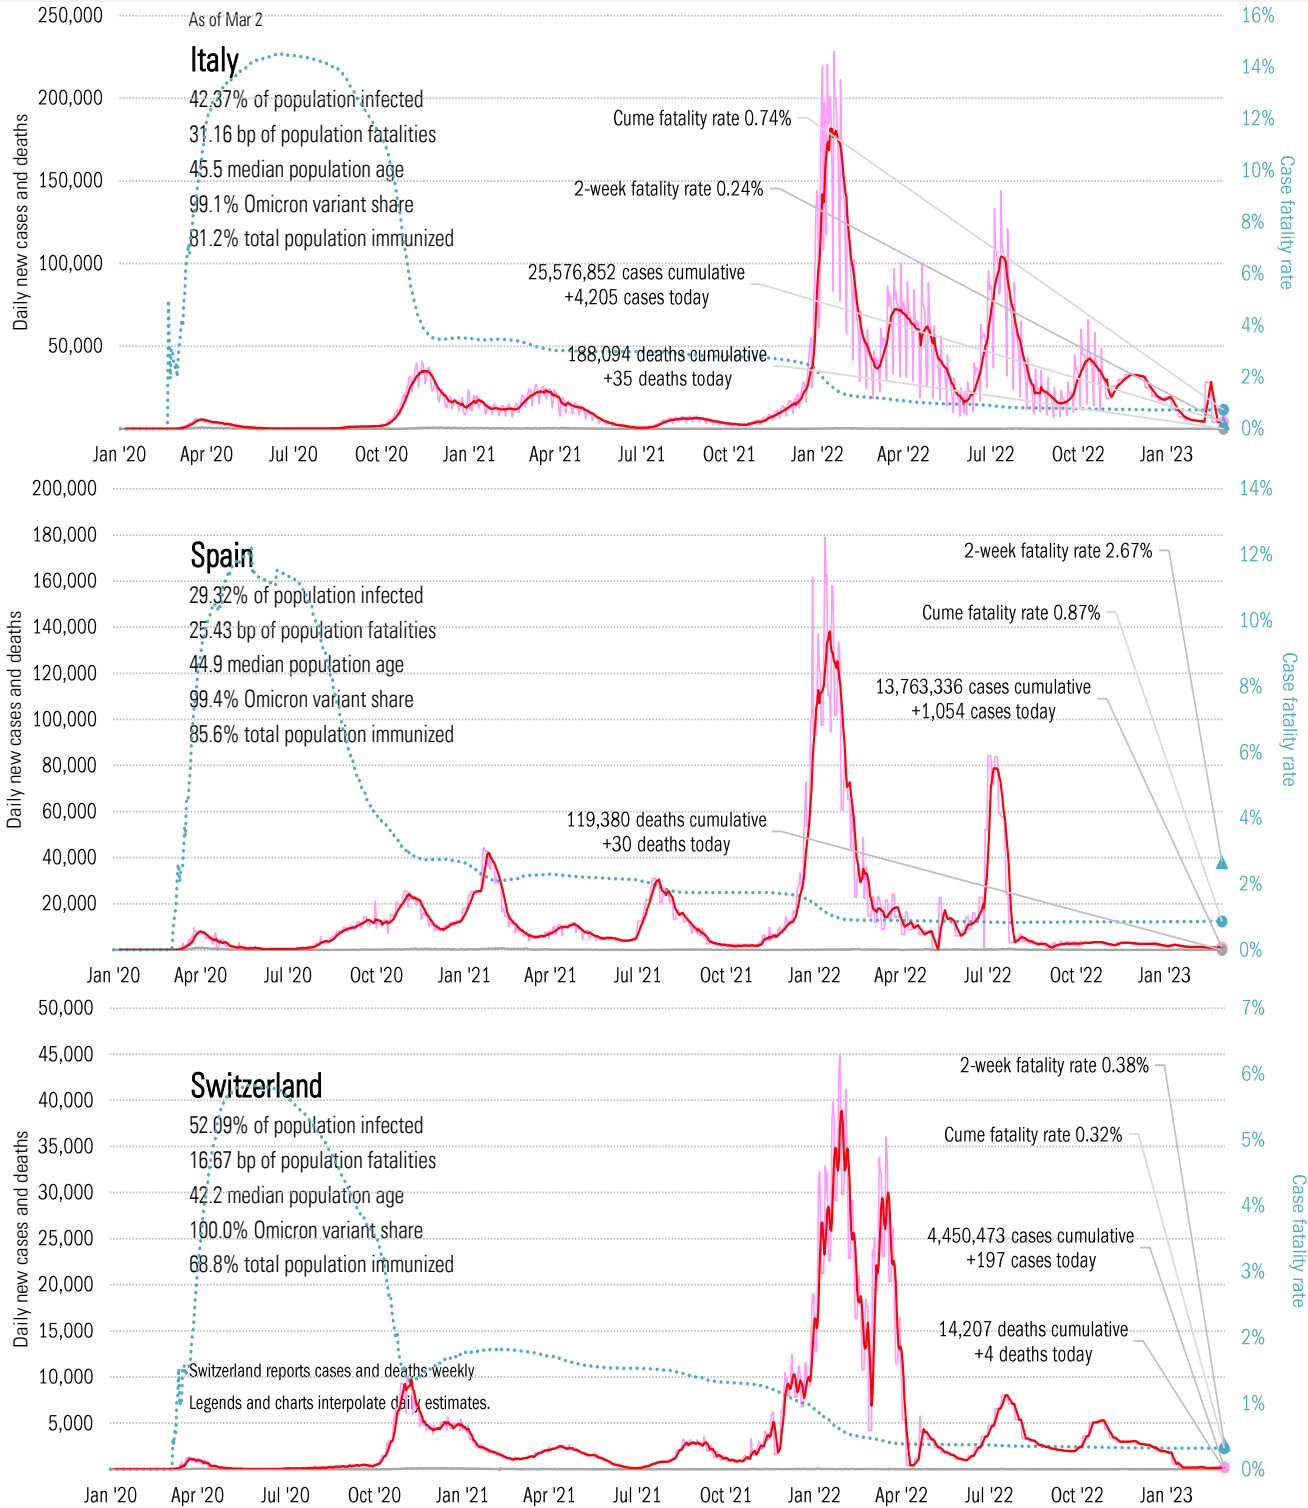 250,000
As of Mar 2
16%
Italy
14%
42.37% of population infected
200,000
Cume fatality rate 0.74%
12%
31.16 bp of population fatalities
45.5 median population age
10%
150,000
2-week fatality rate 0.24%
99.1% Omicron variant share
8%
81.2% total population immunized
100,000
25,576,852 cases cumulative
6%
+4,205 cases today
4%
50,000
188,094 deaths cumulative
+35 deaths today
2%
0%
Daily new cases and deaths
Case fatality rate
Jan '20 Apr '20 Jul '20 Oct '20 Jan '21 Apr '21 Jul '21 Oct '21 Jan '22 Apr '22 Jul '22 Oct '22 Jan '23
200,000
14%
180,000
Spain
2-week fatality rate 2.67%
12%
160,000
29.32% of population infected
Cume fatality rate 0.87%
10%
140,000
25.43 bp of population fatalities
44.9 median population age
120,000
13,763,336 cases cumulative
8%
99.4% Omicron variant share
+1,054 cases today
100,000
85.6% total population immunized
6%
80,000
60,000
119,380 deaths cumulative
4%
+30 deaths today
40,000
2%
20,000
0%
Daily new cases and deaths
Case fatality rate
Jan '20 Apr '20 Jul '20 Oct '20 Jan '21 Apr '21 Jul '21 Oct '21 Jan '22 Apr '22 Jul '22 Oct '22 Jan '23
50,000
7%
45,000
2-week fatality rate 0.38%
6%
Switzerland
40,000
52.09% of population infected
Cume fatality rate 0.32%
5%
35,000
16.67 bp of population fatalities
42.2 median population age
30,000
4%
100.0% Omicron variant share
4,450,473 cases cumulative
25,000
+197 cases today
68.8% total population immunized
3%
20,000
15,000
14,207 deaths cumulative
2%
+4 deaths today
Switzerland reports cases and deaths weekly
10,000
Legends and charts interpolate daily estimates.
1%
5,000
0%
Daily new cases and deaths
Case fatality rate
Jan '20 Apr '20 Jul '20 Oct '20 Jan '21 Apr '21 Jul '21 Oct '21 Jan '22 Apr '22 Jul '22 Oct '22 Jan '23